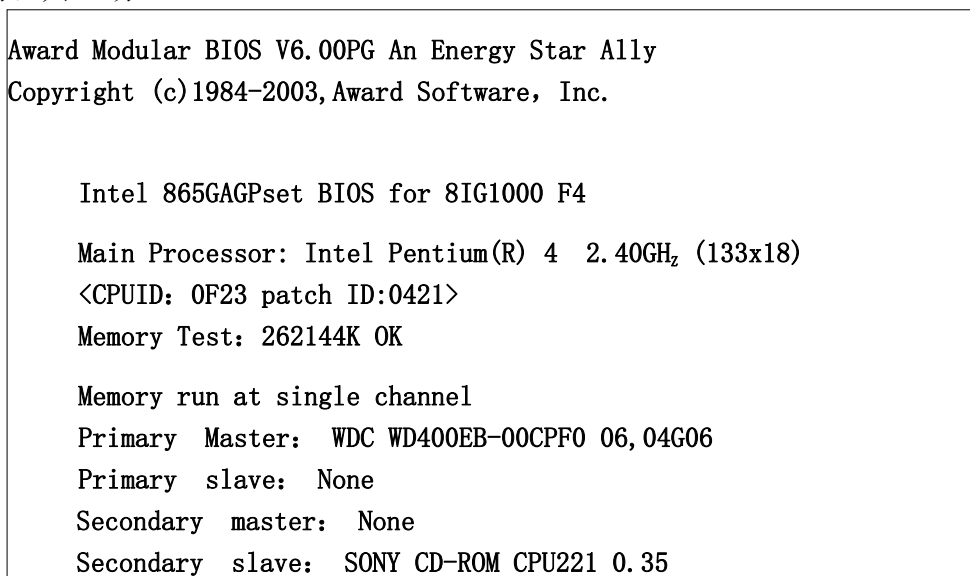 Award Modular BIOS V6.00PG An Energy Star Ally
Copyright (c)1984-2003,Award Software，Inc.
Intel 865GAGPset BIOS for 8IG1000 F4
Main Processor: Intel Pentium(R) 4  2.40GHz (133x18)
<CPUID：0F23 patch ID:0421>
Memory Test：262144K OK
Memory run at single channel
Primary  Master： WDC WD400EB-00CPF0 06,04G06
Primary  slave： None
Secondary  master： None
Secondary  slave： SONY CD-ROM CPU221 0.35